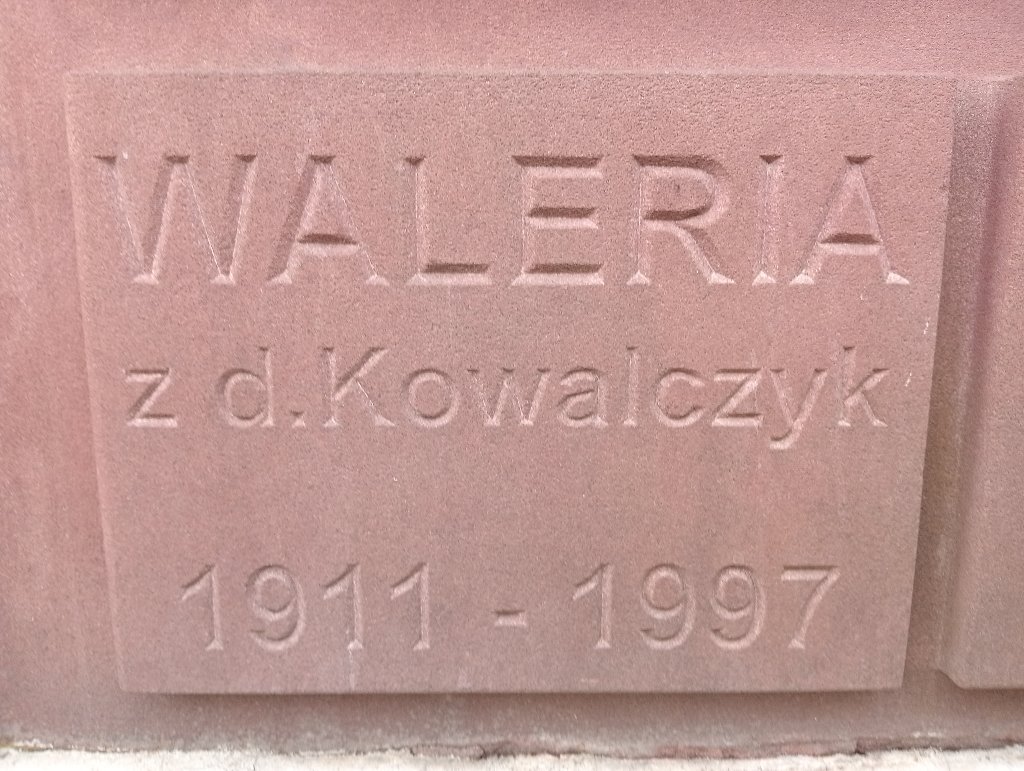 WALERIA
z d.Kowalczyk
1911 - 1997